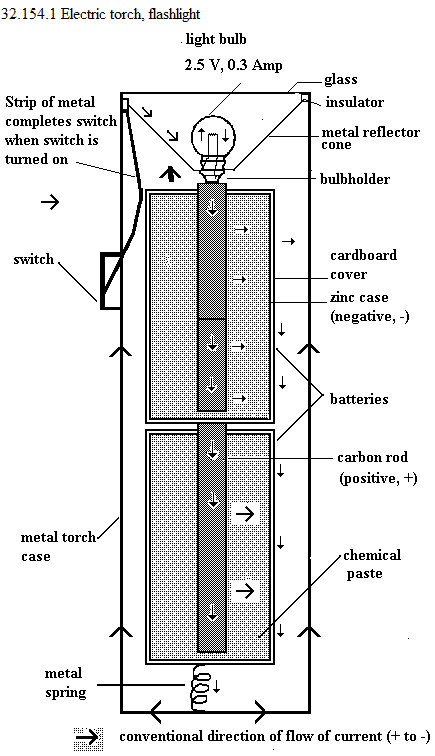 32.154.1 Electric torch, flashlight
light bulb
2.5 V, 0.3 Amp
glass
insulator
Strip of metal
completes switch
when switch is
turned on
metal reflector
cone
bulbholder
switch
cardboard
cover
zinc case
(negative, -)
batteries
carbon rod
(positive, +)
metal torch
case
chemical
paste
metal
spring
conventional direction of flow of current (+ to -)